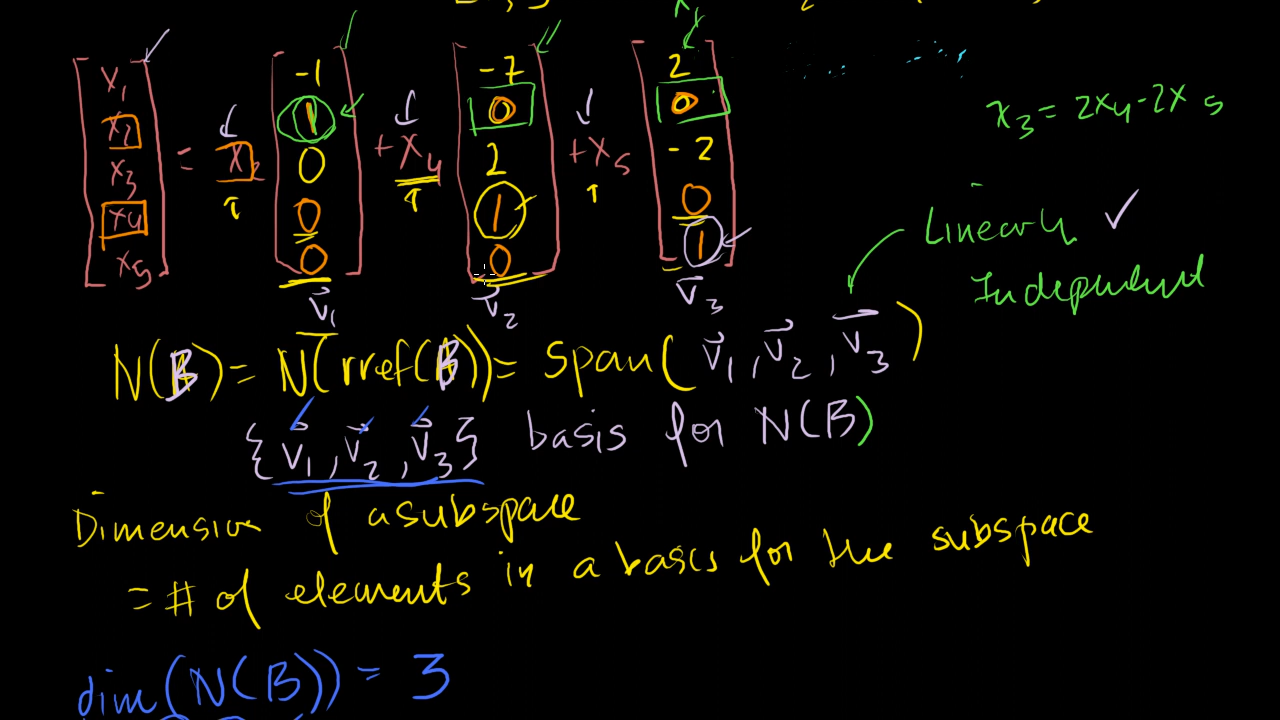 x₁ -1 -7 2
x₂ 1 0 0 x₃ = 2x₄ - 2x₅
x₃ = x₂ 0 + x₄ 2 + x₅ -2
x₄ 0 1 0 Linearly ✓
x₅ 0 0 1 Independent
v₁ v₂ v₃
N(B) = N(rref(B)) = span(v₁, v₂, v₃)
{v₁, v₂, v₃} basis for N(B)
Dimension of a subspace
= # of elements in a basis for the subspace
dim(N(B)) = 3